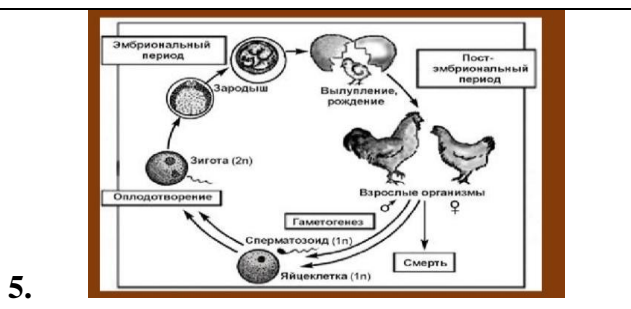 Эмбриональный
период
Пост-
эмбриональный
период
Зародыш
Вылупление,
рождение
Зигота (2n)
Оплодотворение
Взрослые организмы
♂ ♀
Гаметогенез
Сперматозоид (1n)
Яйцеклетка (1n)
Смерть
5.